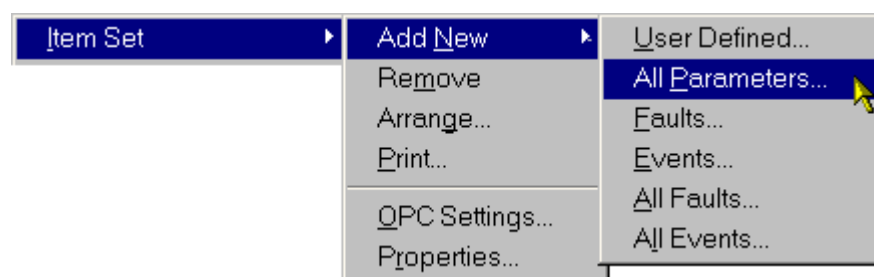 Item Set
Add New
Remove
Arrange...
Print...
OPC Settings...
Properties...
User Defined...
All Parameters...
Faults...
Events...
All Faults...
All Events...